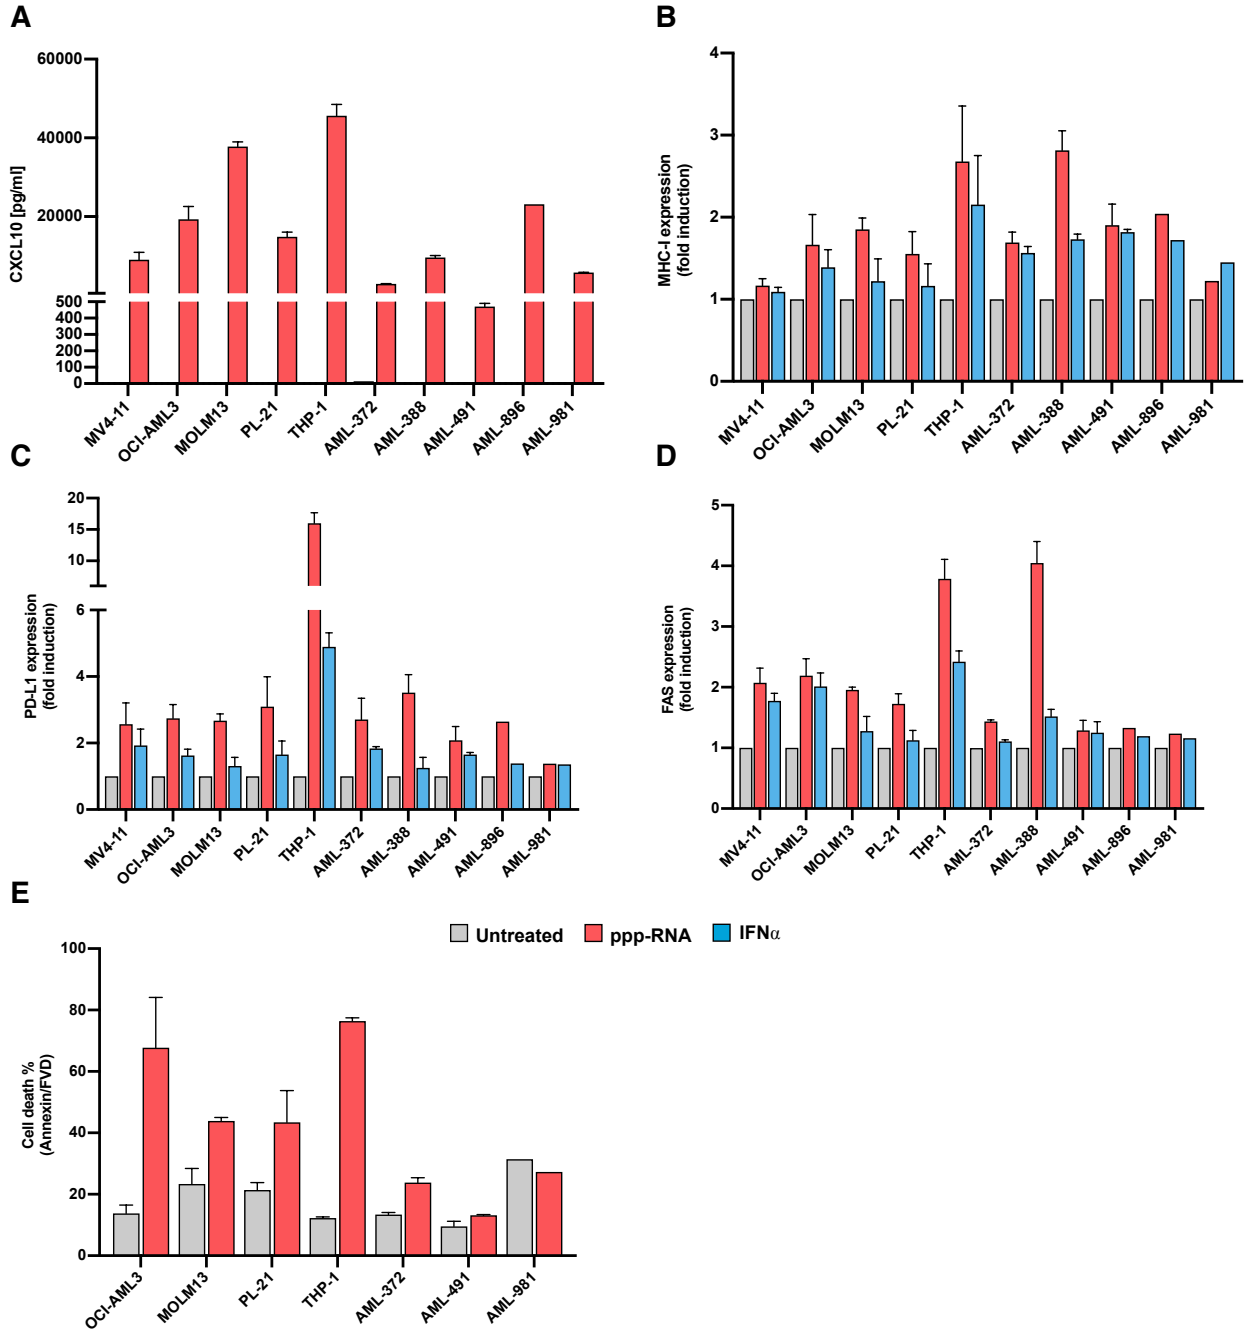 A
CXCL10 [pg/ml]
60000
40000
20000
500
400
300
200
100
0
MV4-11
OCI-AML3
MOLM13
PL-21
THP-1
AML-372
AML-388
AML-491
AML-896
AML-981
B
MHC-I expression
(fold induction)
4
3
2
1
0
MV4-11
OCI-AML3
MOLM13
PL-21
THP-1
AML-372
AML-388
AML-491
AML-896
AML-981
C
PD-L1 expression
(fold induction)
20
15
10
6
4
2
0
MV4-11
OCI-AML3
MOLM13
PL-21
THP-1
AML-372
AML-388
AML-491
AML-896
AML-981
D
FAS expression
(fold induction)
5
4
3
2
1
0
MV4-11
OCI-AML3
MOLM13
PL-21
THP-1
AML-372
AML-388
AML-491
AML-896
AML-981
E
Untreated
ppp-RNA
IFNα
Cell death %
(Annexin/FVD)
100
80
60
40
20
0
OCI-AML3
MOLM13
PL-21
THP-1
AML-372
AML-491
AML-981